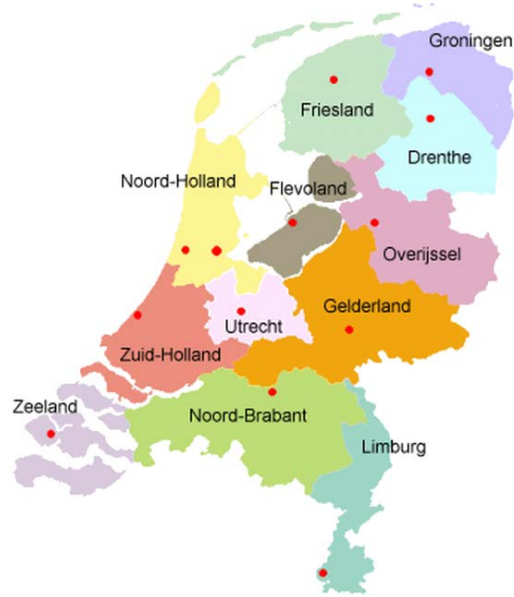 Groningen
Friesland
Drenthe
Noord-Holland
Flevoland
Overijssel
Gelderland
Utrecht
Zuid-Holland
Zeeland
Noord-Brabant
Limburg